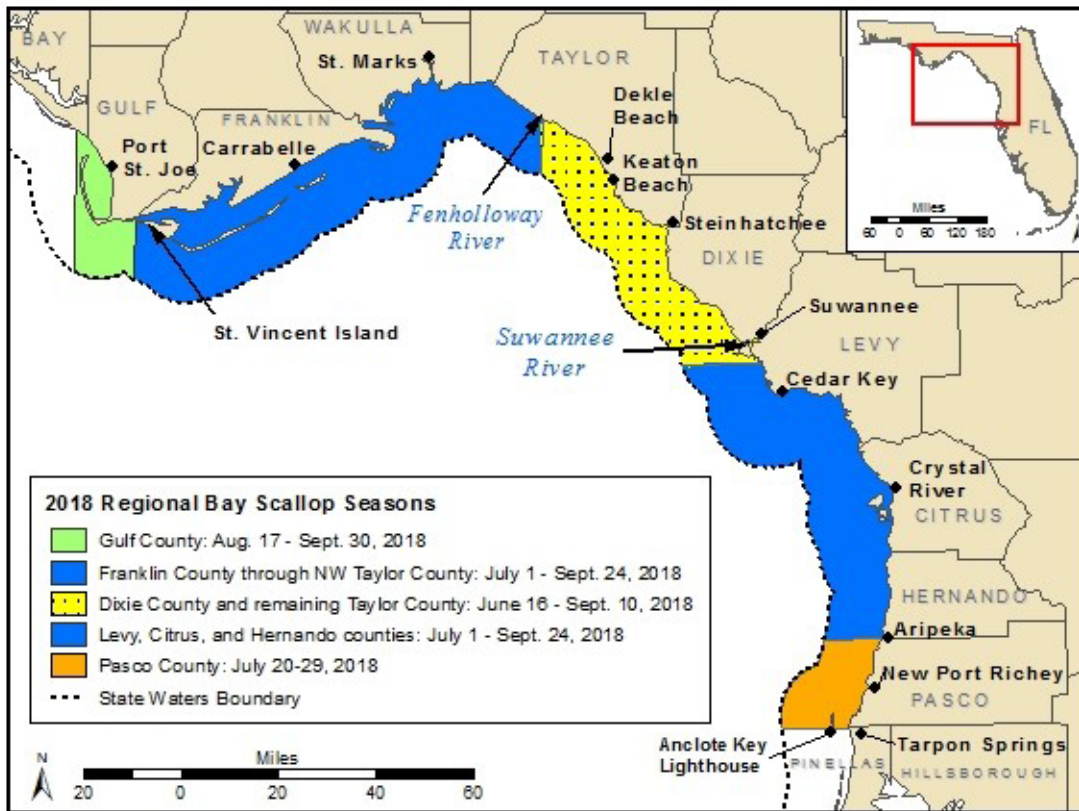 BAY
WAKULLA
St. Marks
TAYLOR
GULF
FRANKLIN
Port
St. Joe
Carrabelle
Dekle
Beach
Keaton
Beach
Fenholloway
River
Steinhatchee
DIXIE
St. Vincent Island
Suwannee
River
Suwannee
LEVY
Cedar Key
Crystal
River
CITRUS
HERNANDO
Aripeka
New Port Richey
PASCO
Anclote Key
Lighthouse
Tarpon Springs
PINELLAS
HILLSBOROUGH
FL
Miles
60 0 60 120 180
2018 Regional Bay Scallop Seasons
Gulf County: Aug. 17 - Sept. 30, 2018
Franklin County through NW Taylor County: July 1 - Sept. 24, 2018
Dixie County and remaining Taylor County: June 16 - Sept. 10, 2018
Levy, Citrus, and Hernando counties: July 1 - Sept. 24, 2018
Pasco County: July 20-29, 2018
State Waters Boundary
N
Miles
20 0 20 40 60